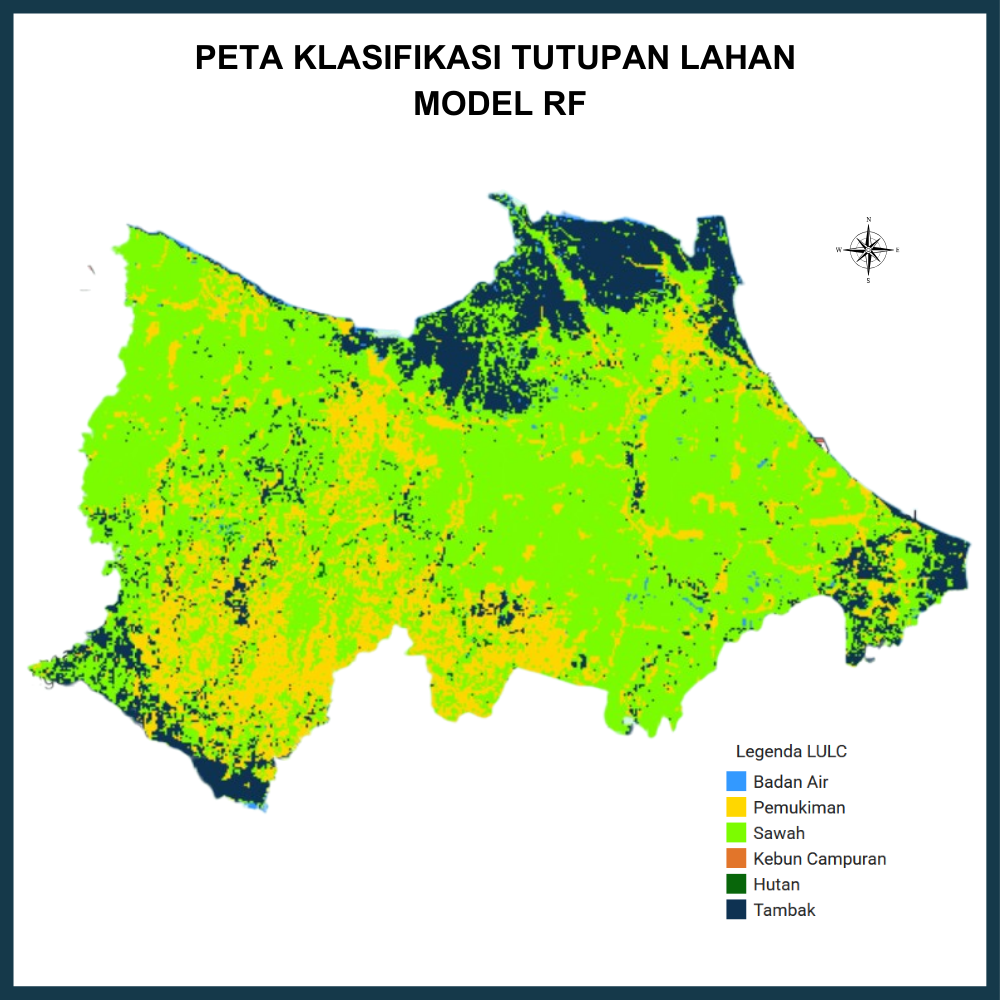 PETA KLASIFIKASI TUTUPAN LAHAN
MODEL RF
N
W
E
S
Legenda LULC
Badan Air
Pemukiman
Sawah
Kebun Campuran
Hutan
Tambak